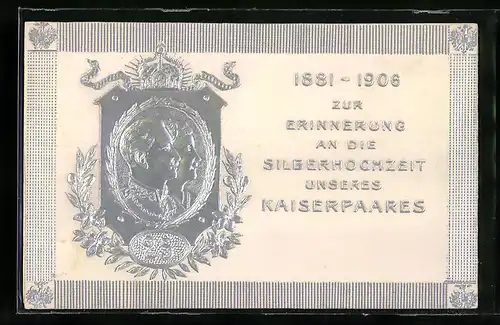 1881 - 1906
ZUR
ERINNERUNG
AN DIE
SILBERHOCHZEIT
UNSERES
KAISERPAARES